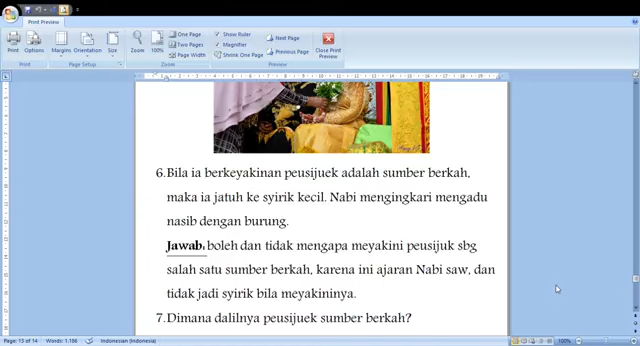 Print Preview
Print
Options
Margins
Orientation
Size
Zoom
100%
One Page
Two Pages
Page Width
Show Ruler
Magnifier
Shrink One Page
Next Page
Previous Page
Close Print
Preview
Print
Page Setup
Zoom
Preview
6. Bila ia berkeyakinan peusijuek adalah sumber berkah,
maka ia jatuh ke syirik kecil. Nabi mengingkari mengadu
nasib dengan burung.
Jawab: boleh dan tidak mengapa meyakini peusijuk sbg
salah satu sumber berkah, karena ini ajaran Nabi saw, dan
tidak jadi syirik bila meyakininya.
7. Dimana dalilnya peusijuek sumber berkah?
Page: 13 of 14
Words: 1.186
Indonesian (Indonesia)
100%